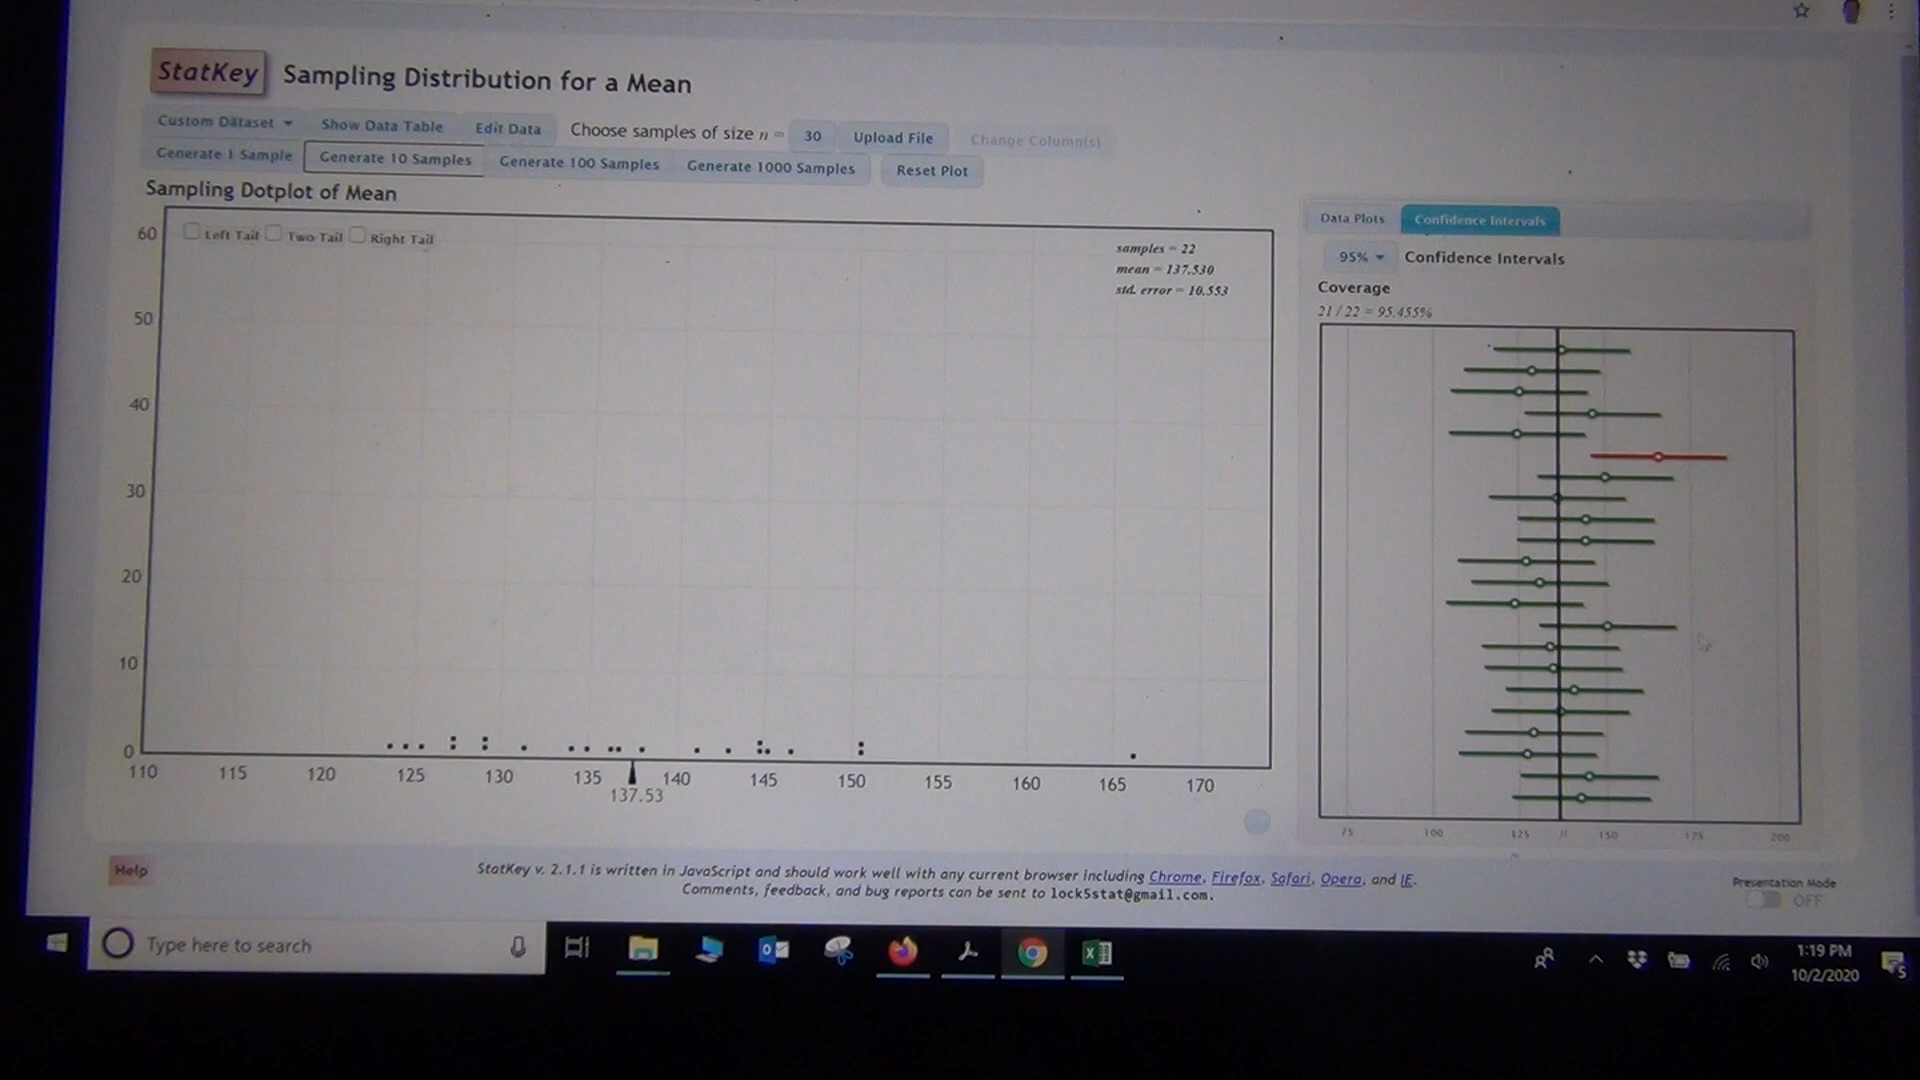 StatKey Sampling Distribution for a Mean
Custom Dataset Show Data Table Edit Data Choose samples of size n = 30 Upload File Change Column(s)
Generate 1 Sample Generate 10 Samples Generate 100 Samples Generate 1000 Samples Reset Plot
Sampling Dotplot of Mean
Left Tail Two Tail Right Tail
samples = 22
mean = 137.530
std. error = 10.553
60
50
40
30
20
10
0
110 115 120 125 130 135 140 145 150 155 160 165 170
137.53
Data Plots Confidence Intervals
95% Confidence Intervals
Coverage
21 / 22 = 95.455%
75 100 125 μ 150 175 200
Help
StatKey v. 2.1.1 is written in JavaScript and should work well with any current browser including Chrome, Firefox, Safari, Opera, and IE.
Comments, feedback, and bug reports can be sent to lock5stat@gmail.com.
Presentation Mode
OFF
Type here to search
1:19 PM
10/2/2020
5